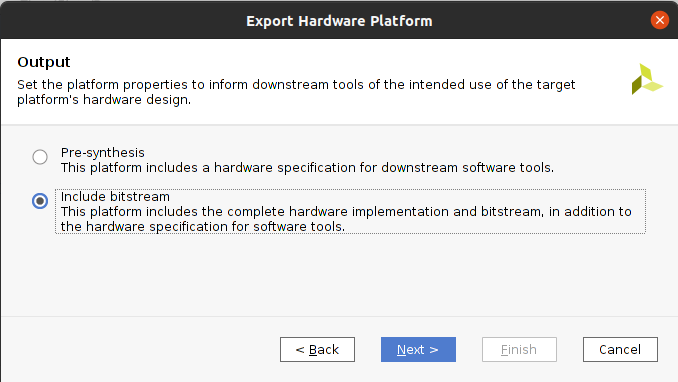 Export Hardware Platform
Output
Set the platform properties to inform downstream tools of the intended use of the target
platform's hardware design.
Pre-synthesis
This platform includes a hardware specification for downstream software tools.
Include bitstream
This platform includes the complete hardware implementation and bitstream, in addition to
the hardware specification for software tools.
< Back Next > Finish Cancel